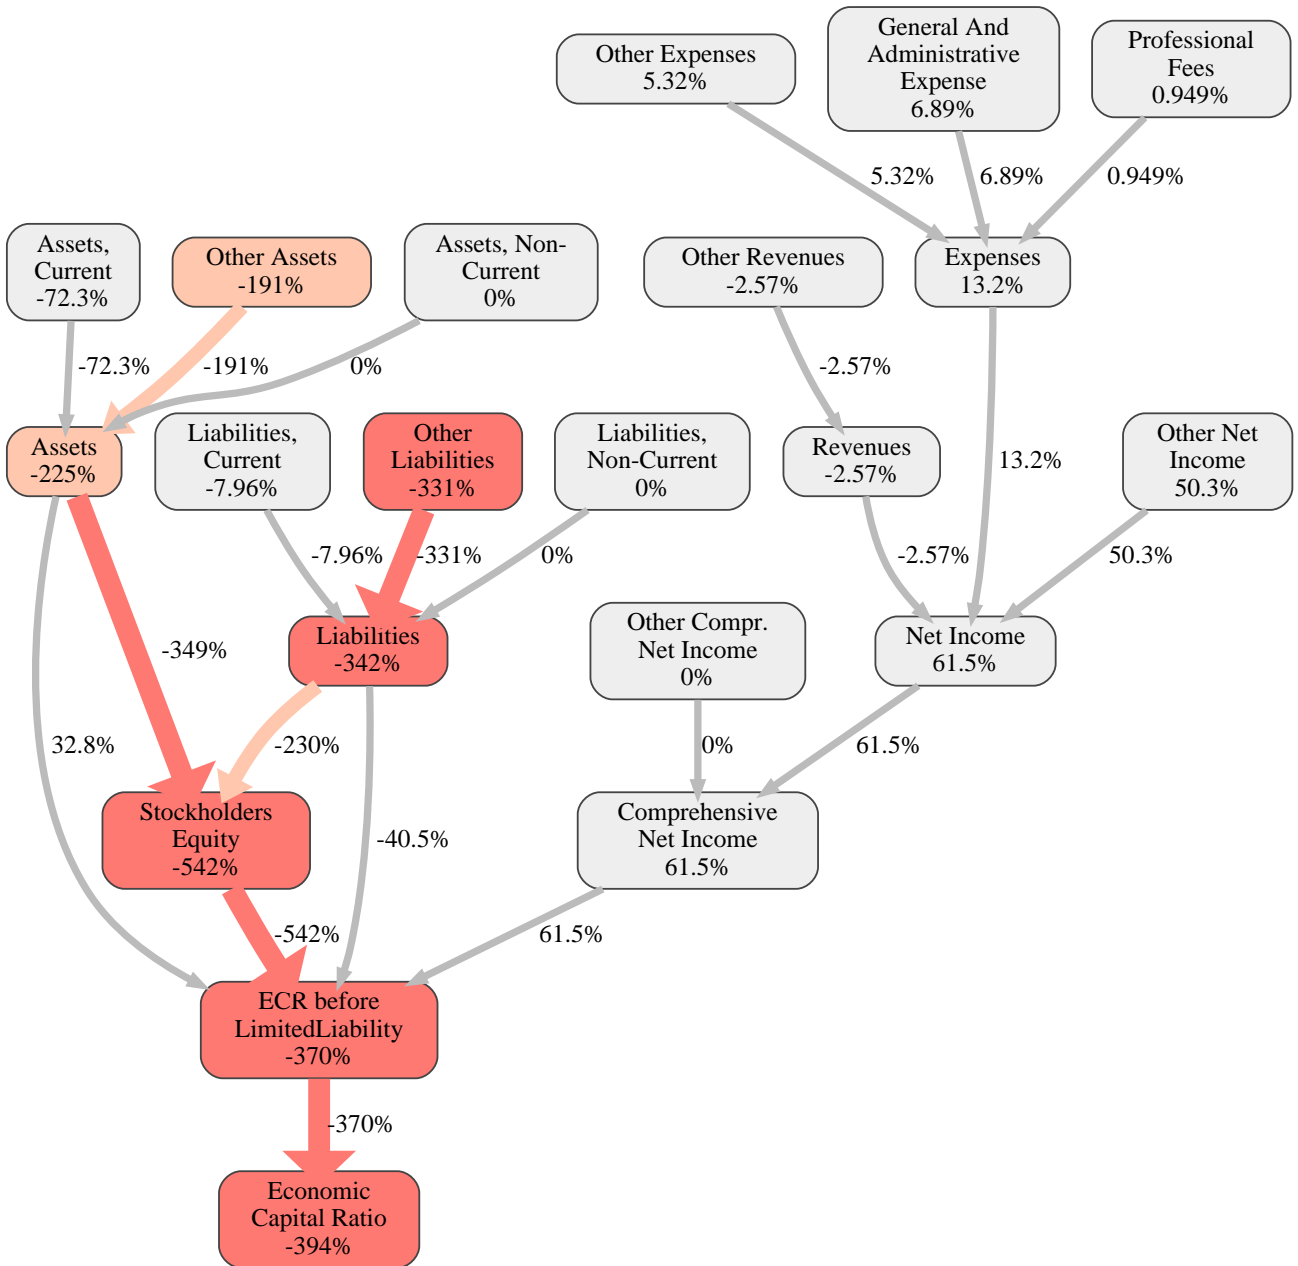 Other Expenses
5.32%
General And
Administrative
Expense
6.89%
Professional
Fees
0.949%
5.32%
6.89%
0.949%
Assets,
Current
-72.3%
Other Assets
-191%
Assets, Non-
Current
0%
Other Revenues
-2.57%
Expenses
13.2%
-72.3%
-191%
0%
-2.57%
13.2%
Assets
-225%
Liabilities,
Current
-7.96%
Other
Liabilities
-331%
Liabilities,
Non-Current
0%
Revenues
-2.57%
Other Net
Income
50.3%
-7.96%
-331%
0%
-2.57%
50.3%
-349%
Liabilities
-342%
Other Compr.
Net Income
0%
Net Income
61.5%
32.8%
-230%
0%
61.5%
Stockholders
Equity
-542%
-40.5%
Comprehensive
Net Income
61.5%
-542%
61.5%
ECR before
LimitedLiability
-370%
-370%
Economic
Capital Ratio
-394%